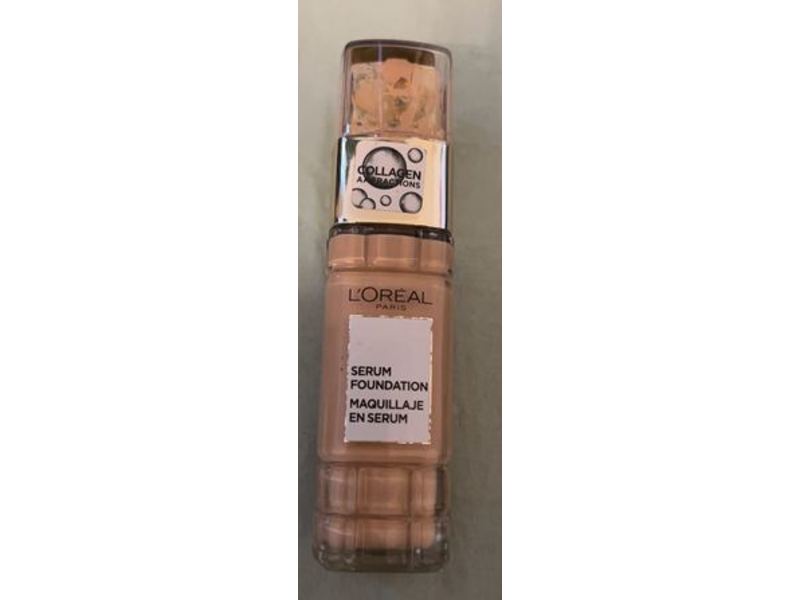 COLLAGEN
L'ORÉAL
PARIS
SERUM
FOUNDATION
MAQUILLAJE
EN SERUM